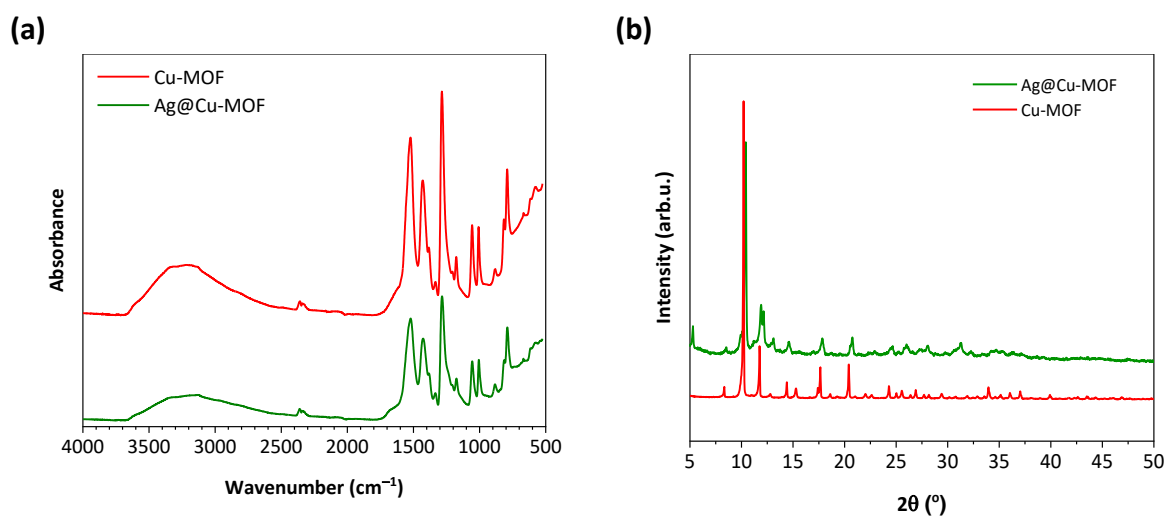 (a)
Cu-MOF
Ag@Cu-MOF
Absorbance
4000 3500 3000 2500 2000 1500 1000 500
Wavenumber (cm⁻¹)
(b)
Ag@Cu-MOF
Cu-MOF
Intensity (arb.u.)
5 10 15 20 25 30 35 40 45 50
2θ (°)